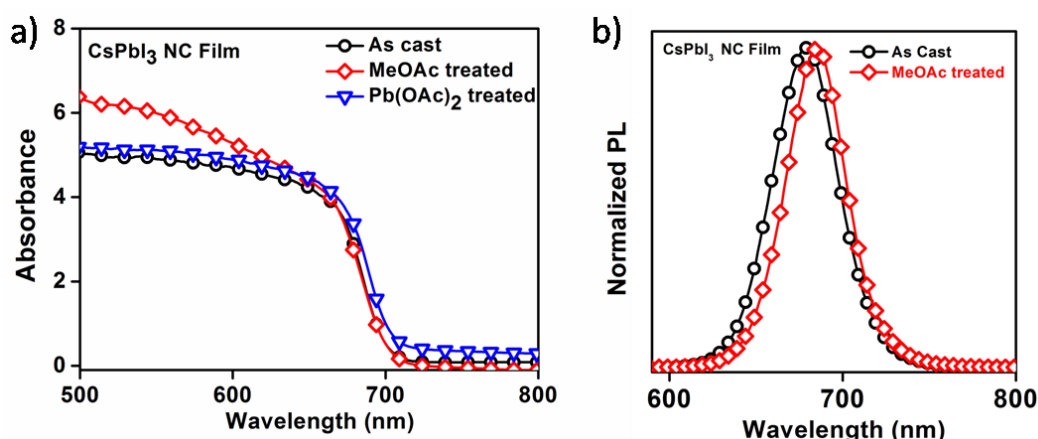 a)
CsPbI3 NC Film
As cast
MeOAc treated
Pb(OAc)2 treated
Absorbance
8
6
4
2
0
500
600
700
800
Wavelength (nm)
b)
CsPbI3 NC Film
As Cast
MeOAc treated
Normalized PL
600
700
800
Wavelength (nm)